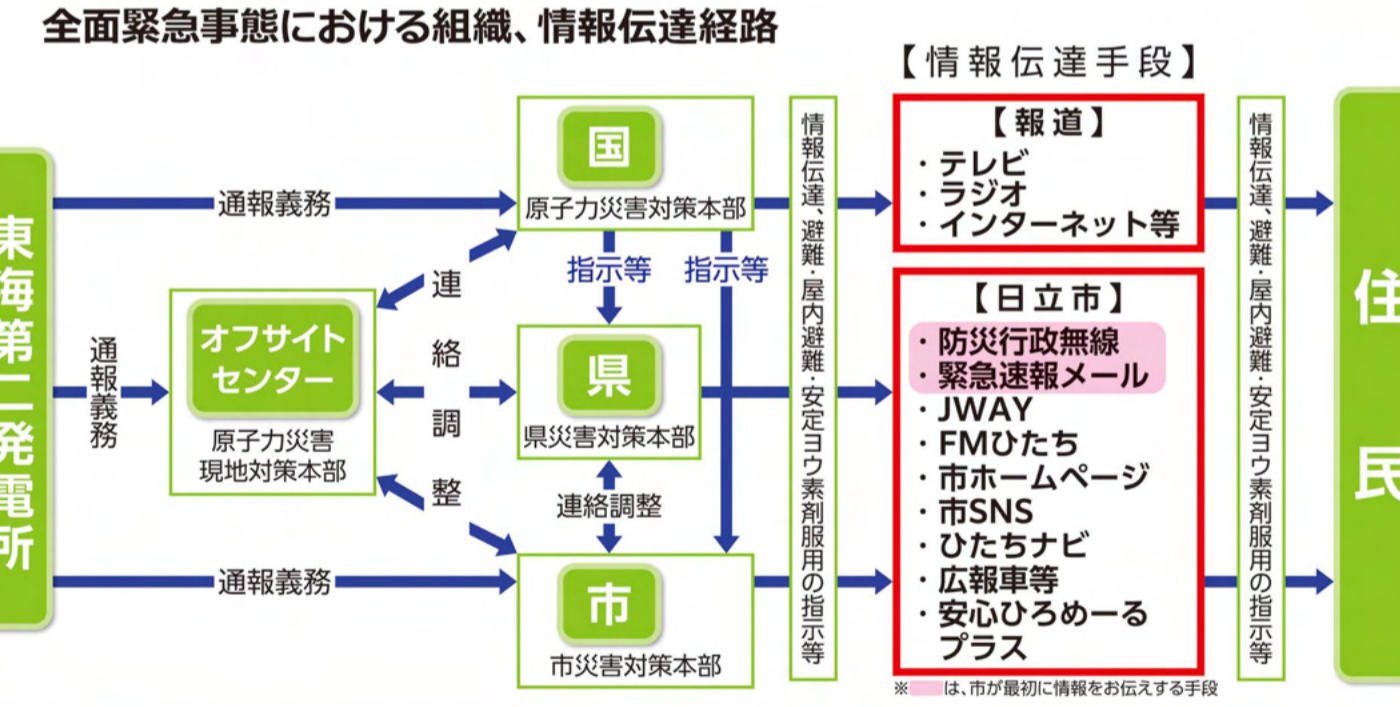 全面緊急事態における組織、情報伝達経路
東海第二発電所
通報義務
通報義務
通報義務
オフサイト
センター
原子力災害
現地対策本部
連絡調整
国
原子力災害対策本部
指示等
指示等
県
県災害対策本部
連絡調整
市
市災害対策本部
情報伝達、避難・屋内避難・安定ヨウ素剤服用の指示等
【情報伝達手段】
【報道】
・テレビ
・ラジオ
・インターネット等
【日立市】
・防災行政無線
・緊急速報メール
・JWAY
・FMひたち
・市ホームページ
・市SNS
・ひたちナビ
・広報車等
・安心ひろめーる
プラス
※ は、市が最初に情報をお伝えする手段
情報伝達、避難・屋内避難・安定ヨウ素剤服用の指示等
住民